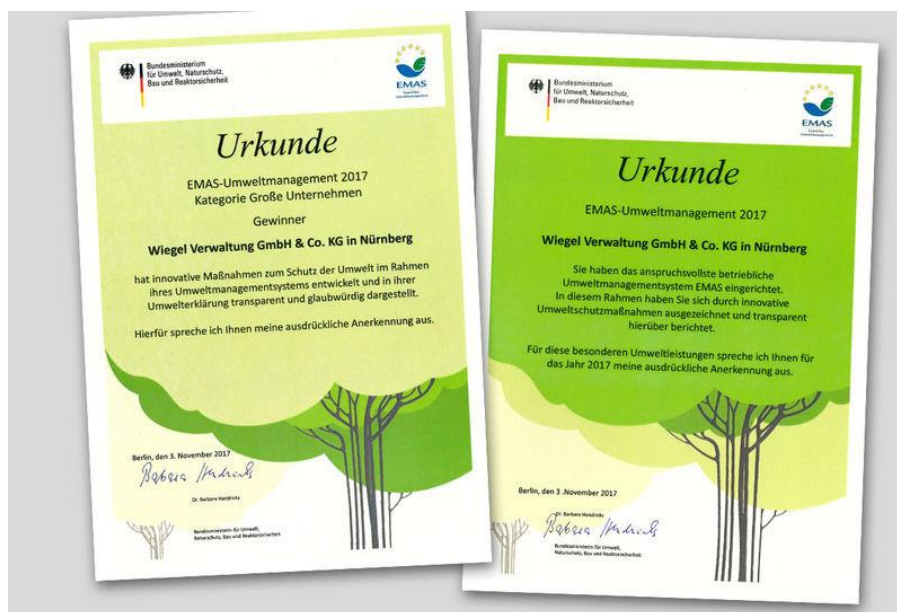 Bundesministerium
für Umwelt, Naturschutz,
Bau und Reaktorsicherheit
EMAS
Urkunde
EMAS-Umweltmanagement 2017
Kategorie Große Unternehmen
Gewinner
Wiegel Verwaltung GmbH & Co. KG in Nürnberg
hat innovative Maßnahmen zum Schutz der Umwelt im Rahmen
ihres Umweltmanagementsystems entwickelt und in ihrer
Umwelterklärung transparent und glaubwürdig dargestellt.
Hierfür spreche ich Ihnen meine ausdrückliche Anerkennung aus.
Berlin, den 3. November 2017
Barbara Hendricks
Dr. Barbara Hendricks
Bundesministerin für Umwelt,
Naturschutz, Bau und Reaktorsicherheit
Bundesministerium
für Umwelt, Naturschutz,
Bau und Reaktorsicherheit
EMAS
Urkunde
EMAS-Umweltmanagement 2017
Wiegel Verwaltung GmbH & Co. KG in Nürnberg
Sie haben das anspruchsvollste betriebliche
Umweltmanagementsystem EMAS eingerichtet.
In diesem Rahmen haben Sie sich durch innovative
Umweltschutzmaßnahmen ausgezeichnet und transparent
hierüber berichtet.
Für diese besonderen Umweltleistungen spreche ich Ihnen für
das Jahr 2017 meine ausdrückliche Anerkennung aus.
Berlin, den 3 .November 2017
Dr. Barbara Hendricks
Barbara Hendricks
Bundesministerin für Umwelt,
Naturschutz, Bau und Reaktorsicherheit